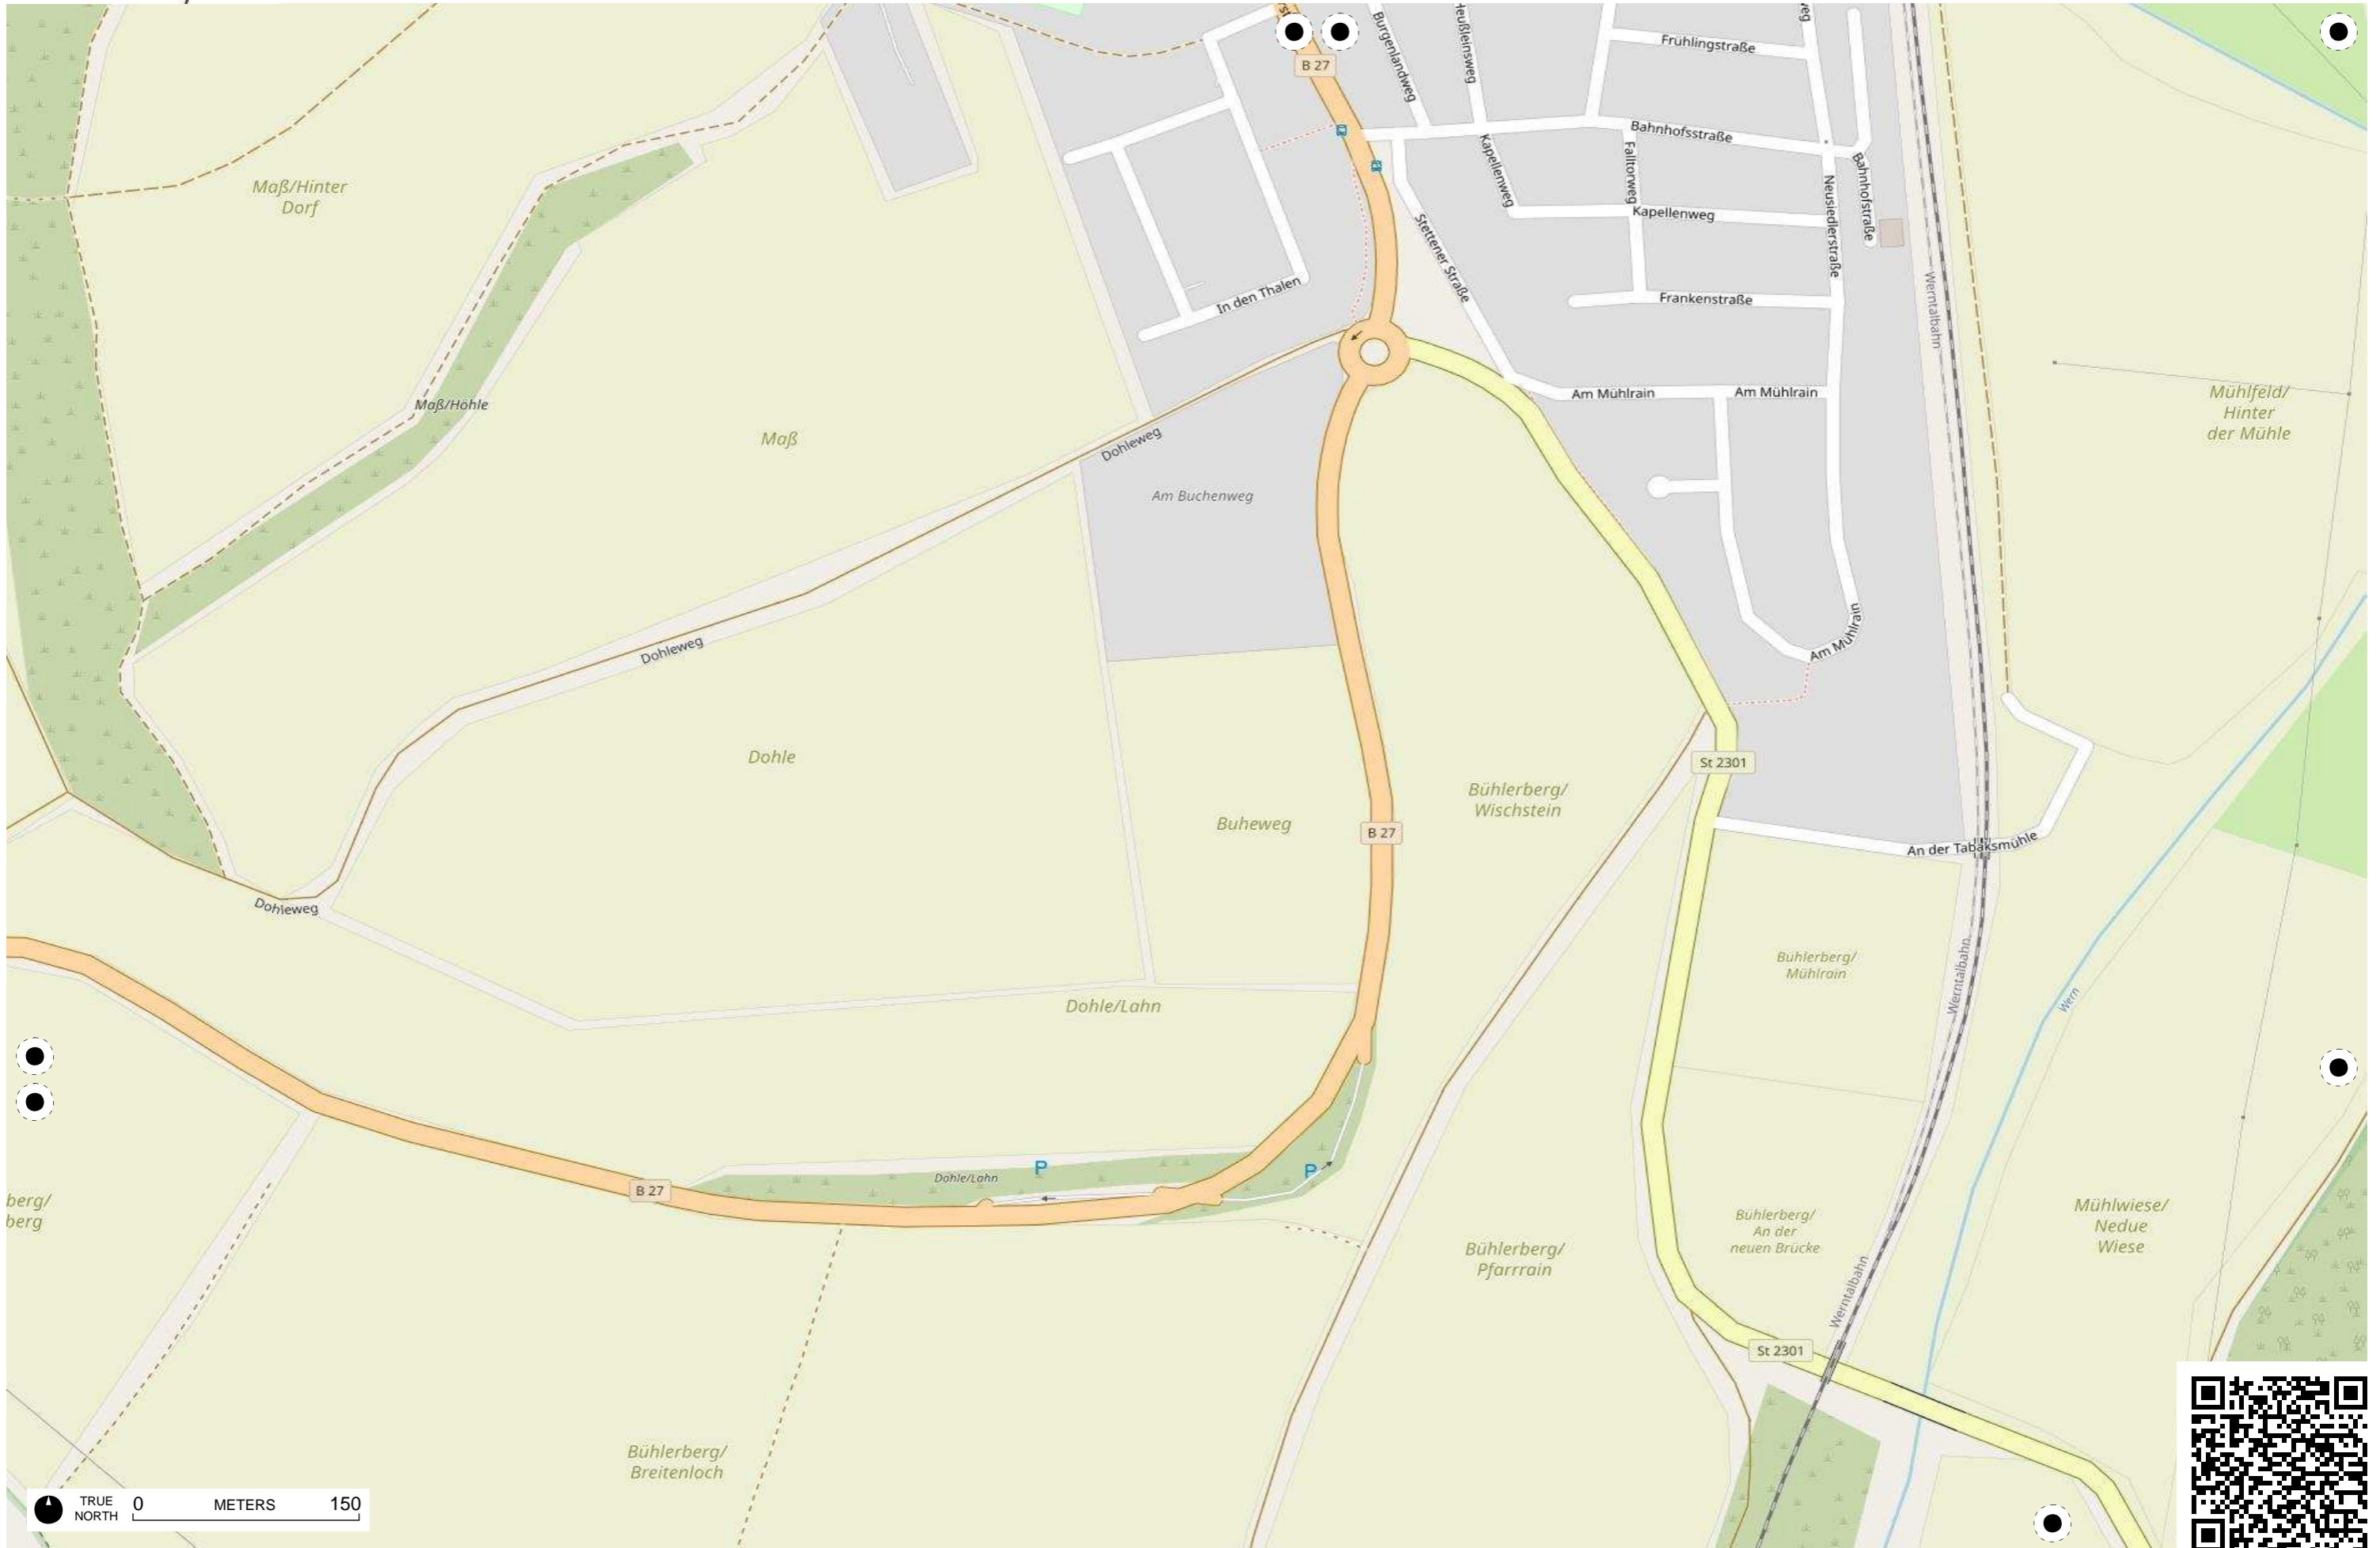 B 27
Burgenlandweg
Frühlingstraße
Bahnhofsstraße
Maß/Hinter
Dorf
Kapellenweg
Falltorweg
Kapellenweg
Neusiedlerstraße
Bahnhofstraße
Stettener Straße
In den Thalen
Frankenstraße
Werntalbahn
Maß/Höhle
Maß
Am Mühlrain
Am Mühlrain
Mühlfeld/
Hinter
der Mühle
Dohleweg
Am Buchenweg
Dohleweg
Am Mühlrain
Dohle
St 2301
Bühlerberg/
Wischstein
Buheweg
B 27
An der Tabaksmühle
Dohleweg
Bühlerberg/
Mühlrain
Werntalbahn
Wern
Dohle/Lahn
P
P
Dohle/Lahn
B 27
berg/
berg
Mühlwiese/
Nedue
Wiese
Bühlerberg/
An der
neuen Brücke
Bühlerberg/
Pfarrrain
Werntalbahn
St 2301
Bühlerberg/
Breitenloch
TRUE
NORTH
0 METERS 150